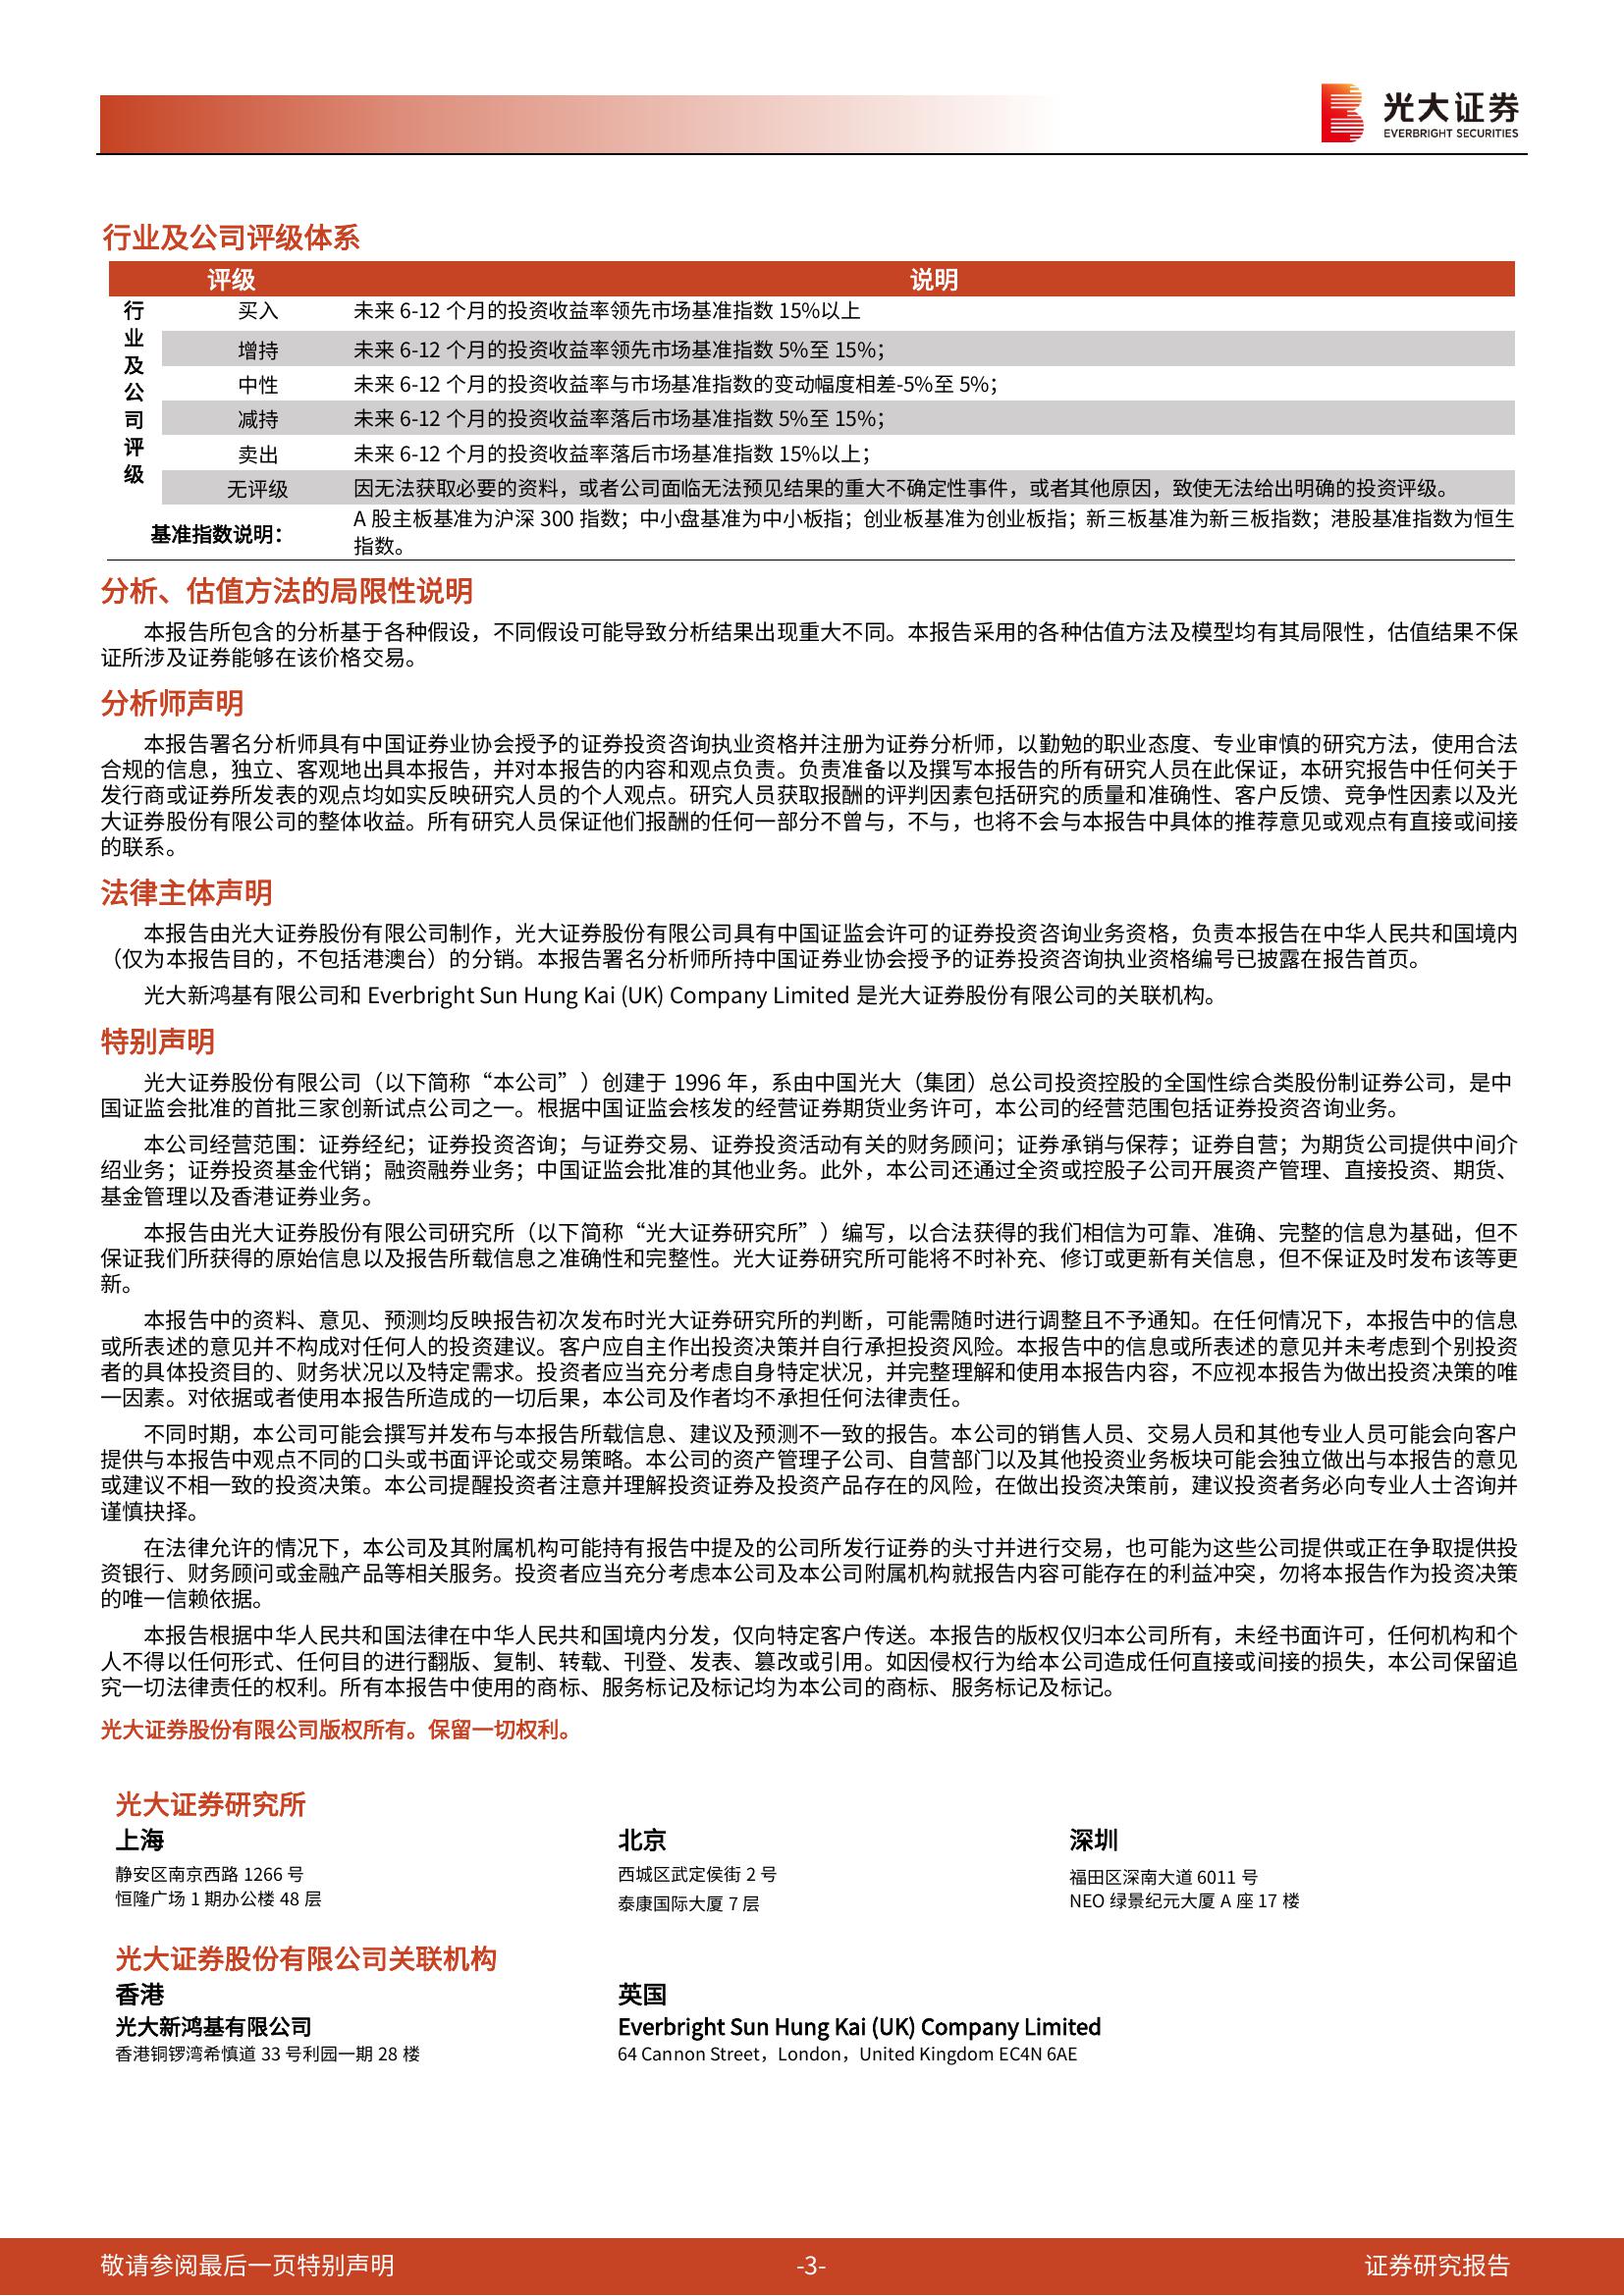 光大证券
EVERBRIGHT SECURITIES
行业及公司评级体系
评级 说明
行业及公司评级
买入 未来 6-12 个月的投资收益率领先市场基准指数 15%以上
增持 未来 6-12 个月的投资收益率领先市场基准指数 5%至 15%；
中性 未来 6-12 个月的投资收益率与市场基准指数的变动幅度相差-5%至 5%；
减持 未来 6-12 个月的投资收益率落后市场基准指数 5%至 15%；
卖出 未来 6-12 个月的投资收益率落后市场基准指数 15%以上；
无评级 因无法获取必要的资料，或者公司面临无法预见结果的重大不确定性事件，或者其他原因，致使无法给出明确的投资评级。
基准指数说明： A 股主板基准为沪深 300 指数；中小盘基准为中小板指；创业板基准为创业板指；新三板基准为新三板指数；港股基准指数为恒生
指数。
分析、估值方法的局限性说明
本报告所包含的分析基于各种假设，不同假设可能导致分析结果出现重大不同。本报告采用的各种估值方法及模型均有其局限性，估值结果不保
证所涉及证券能够在该价格交易。
分析师声明
本报告署名分析师具有中国证券业协会授予的证券投资咨询执业资格并注册为证券分析师，以勤勉的职业态度、专业审慎的研究方法，使用合法
合规的信息，独立、客观地出具本报告，并对本报告的内容和观点负责。负责准备以及撰写本报告的所有研究人员在此保证，本研究报告中任何关于
发行商或证券所发表的观点均如实反映研究人员的个人观点。研究人员获取报酬的评判因素包括研究的质量和准确性、客户反馈、竞争性因素以及光
大证券股份有限公司的整体收益。所有研究人员保证他们报酬的任何一部分不曾与，不与，也将不会与本报告中具体的推荐意见或观点有直接或间接
的联系。
法律主体声明
本报告由光大证券股份有限公司制作，光大证券股份有限公司具有中国证监会许可的证券投资咨询业务资格，负责本报告在中华人民共和国境内
（仅为本报告目的，不包括港澳台）的分销。本报告署名分析师所持中国证券业协会授予的证券投资咨询执业资格编号已披露在报告首页。
光大新鸿基有限公司和 Everbright Sun Hung Kai (UK) Company Limited 是光大证券股份有限公司的关联机构。
特别声明
光大证券股份有限公司（以下简称“本公司”）创建于 1996 年，系由中国光大（集团）总公司投资控股的全国性综合类股份制证券公司，是中
国证监会批准的首批三家创新试点公司之一。根据中国证监会核发的经营证券期货业务许可，本公司的经营范围包括证券投资咨询业务。
本公司经营范围：证券经纪；证券投资咨询；与证券交易、证券投资活动有关的财务顾问；证券承销与保荐；证券自营；为期货公司提供中间介
绍业务；证券投资基金代销；融资融券业务；中国证监会批准的其他业务。此外，本公司还通过全资或控股子公司开展资产管理、直接投资、期货、
基金管理以及香港证券业务。
本报告由光大证券股份有限公司研究所（以下简称“光大证券研究所”）编写，以合法获得的我们相信为可靠、准确、完整的信息为基础，但不
保证我们所获得的原始信息以及报告所载信息之准确性和完整性。光大证券研究所可能将不时补充、修订或更新有关信息，但不保证及时发布该等更
新。
本报告中的资料、意见、预测均反映报告初次发布时光大证券研究所的判断，可能需随时进行调整且不予通知。在任何情况下，本报告中的信息
或所表述的意见并不构成对任何人的投资建议。客户应自主作出投资决策并自行承担投资风险。本报告中的信息或所表述的意见并未考虑到个别投资
者的具体投资目的、财务状况以及特定需求。投资者应当充分考虑自身特定状况，并完整理解和使用本报告内容，不应视本报告为做出投资决策的唯
一因素。对依据或者使用本报告所造成的一切后果，本公司及作者均不承担任何法律责任。
不同时期，本公司可能会撰写并发布与本报告所载信息、建议及预测不一致的报告。本公司的销售人员、交易人员和其他专业人员可能会向客户
提供与本报告中观点不同的口头或书面评论或交易策略。本公司的资产管理子公司、自营部门以及其他投资业务板块可能会独立做出与本报告的意见
或建议不相一致的投资决策。本公司提醒投资者注意并理解投资证券及投资产品存在的风险，在做出投资决策前，建议投资者务必向专业人士咨询并
谨慎抉择。
在法律允许的情况下，本公司及其附属机构可能持有报告中提及的公司所发行证券的头寸并进行交易，也可能为这些公司提供或正在争取提供投
资银行、财务顾问或金融产品等相关服务。投资者应当充分考虑本公司及本公司附属机构就报告内容可能存在的利益冲突，勿将本报告作为投资决策
的唯一信赖依据。
本报告根据中华人民共和国法律在中华人民共和国境内分发，仅向特定客户传送。本报告的版权仅归本公司所有，未经书面许可，任何机构和个
人不得以任何形式、任何目的进行翻版、复制、转载、刊登、发表、篡改或引用。如因侵权行为给本公司造成任何直接或间接的损失，本公司保留追
究一切法律责任的权利。所有本报告中使用的商标、服务标记及标记均为本公司的商标、服务标记及标记。
光大证券股份有限公司版权所有。保留一切权利。
光大证券研究所
上海 北京 深圳
静安区南京西路 1266 号 西城区武定侯街 2 号 福田区深南大道 6011 号
恒隆广场 1 期办公楼 48 层 泰康国际大厦 7 层 NEO 绿景纪元大厦 A 座 17 楼
光大证券股份有限公司关联机构
香港 英国
光大新鸿基有限公司 Everbright Sun Hung Kai (UK) Company Limited
香港铜锣湾希慎道 33 号利园一期 28 楼 64 Cannon Street，London，United Kingdom EC4N 6AE
敬请参阅最后一页特别声明 -3- 证券研究报告